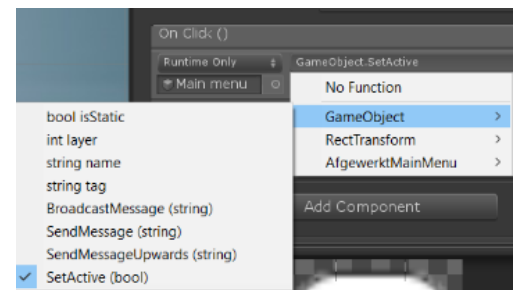 On Click ()
Runtime Only
GameObject.SetActive
Main menu
No Function
GameObject
RectTransform
AfgewerktMainMenu
bool isStatic
int layer
string name
string tag
BroadcastMessage (string)
SendMessage (string)
SendMessageUpwards (string)
SetActive (bool)
Add Component